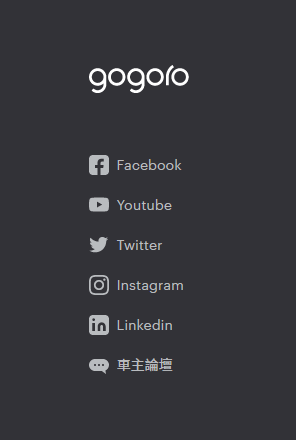 gogoro
Facebook
Youtube
Twitter
Instagram
Linkedin
車主論壇